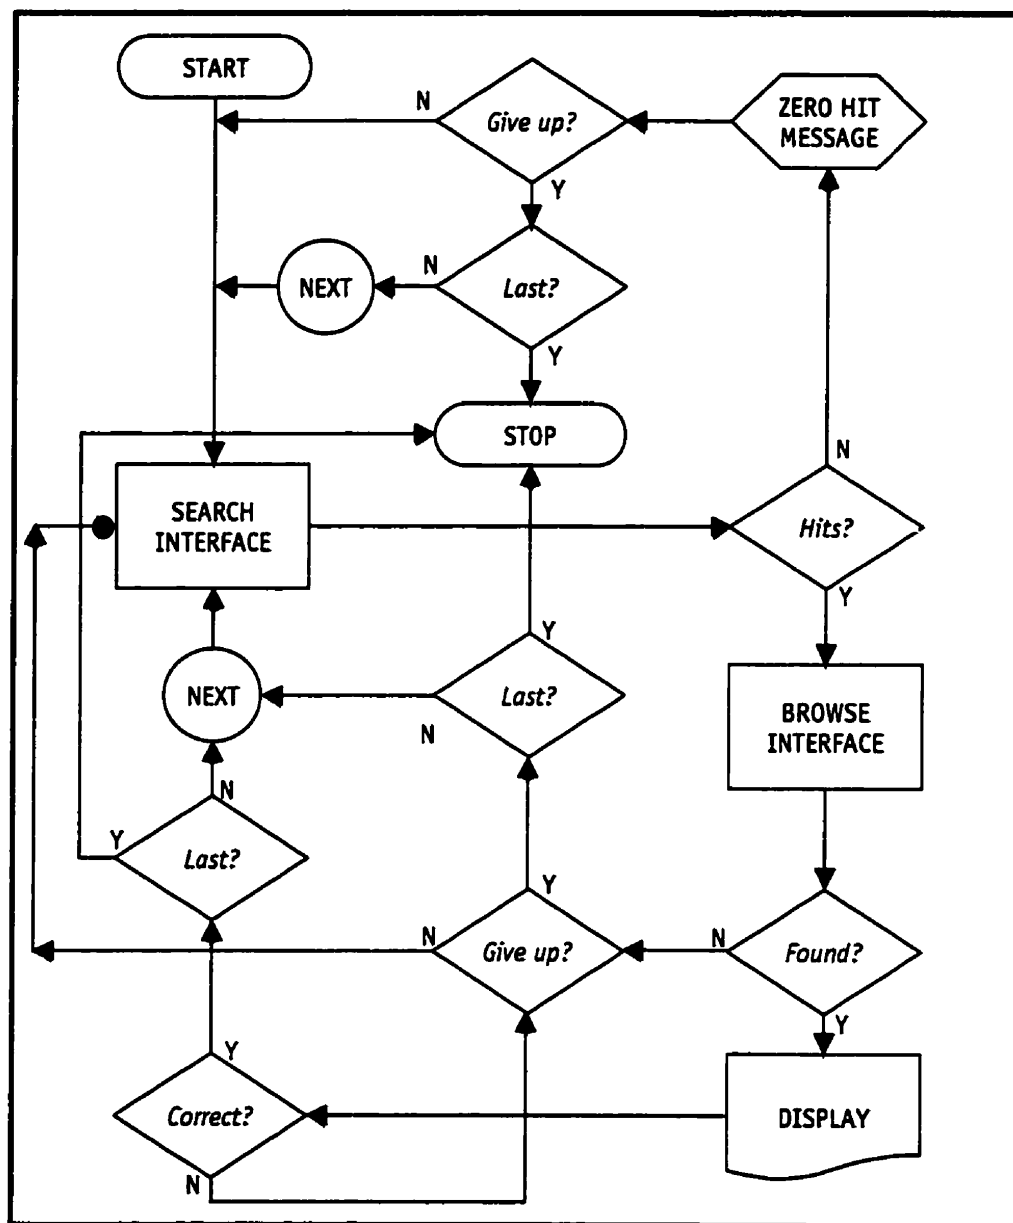 START
N
Give up?
ZERO HIT
MESSAGE
Y
NEXT
N
Last?
Y
STOP
N
SEARCH
INTERFACE
Hits?
Y
Y
NEXT
Last?
N
BROWSE
INTERFACE
N
Y
Last?
Y
N
Give up?
N
Found?
Y
Y
Correct?
DISPLAY
N